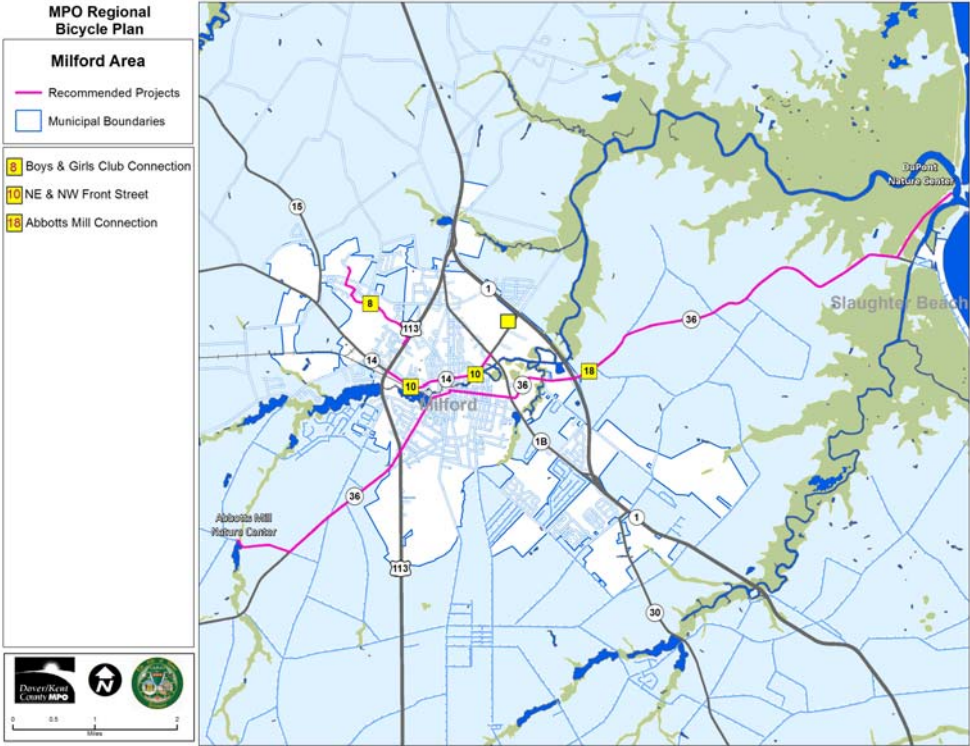 MPO Regional
Bicycle Plan
Milford Area
Recommended Projects
Municipal Boundaries
8 Boys & Girls Club Connection
10 NE & NW Front Street
18 Abbotts Mill Connection
Dover/Kent
County MPO
N
0 0.5 1 2
Miles
DuPont
Nature Center
15
1
8
113
Slaughter Beach
36
14
18
10
14
10
36
Milford
1B
36
1
Abbotts Mill
Nature Center
113
30